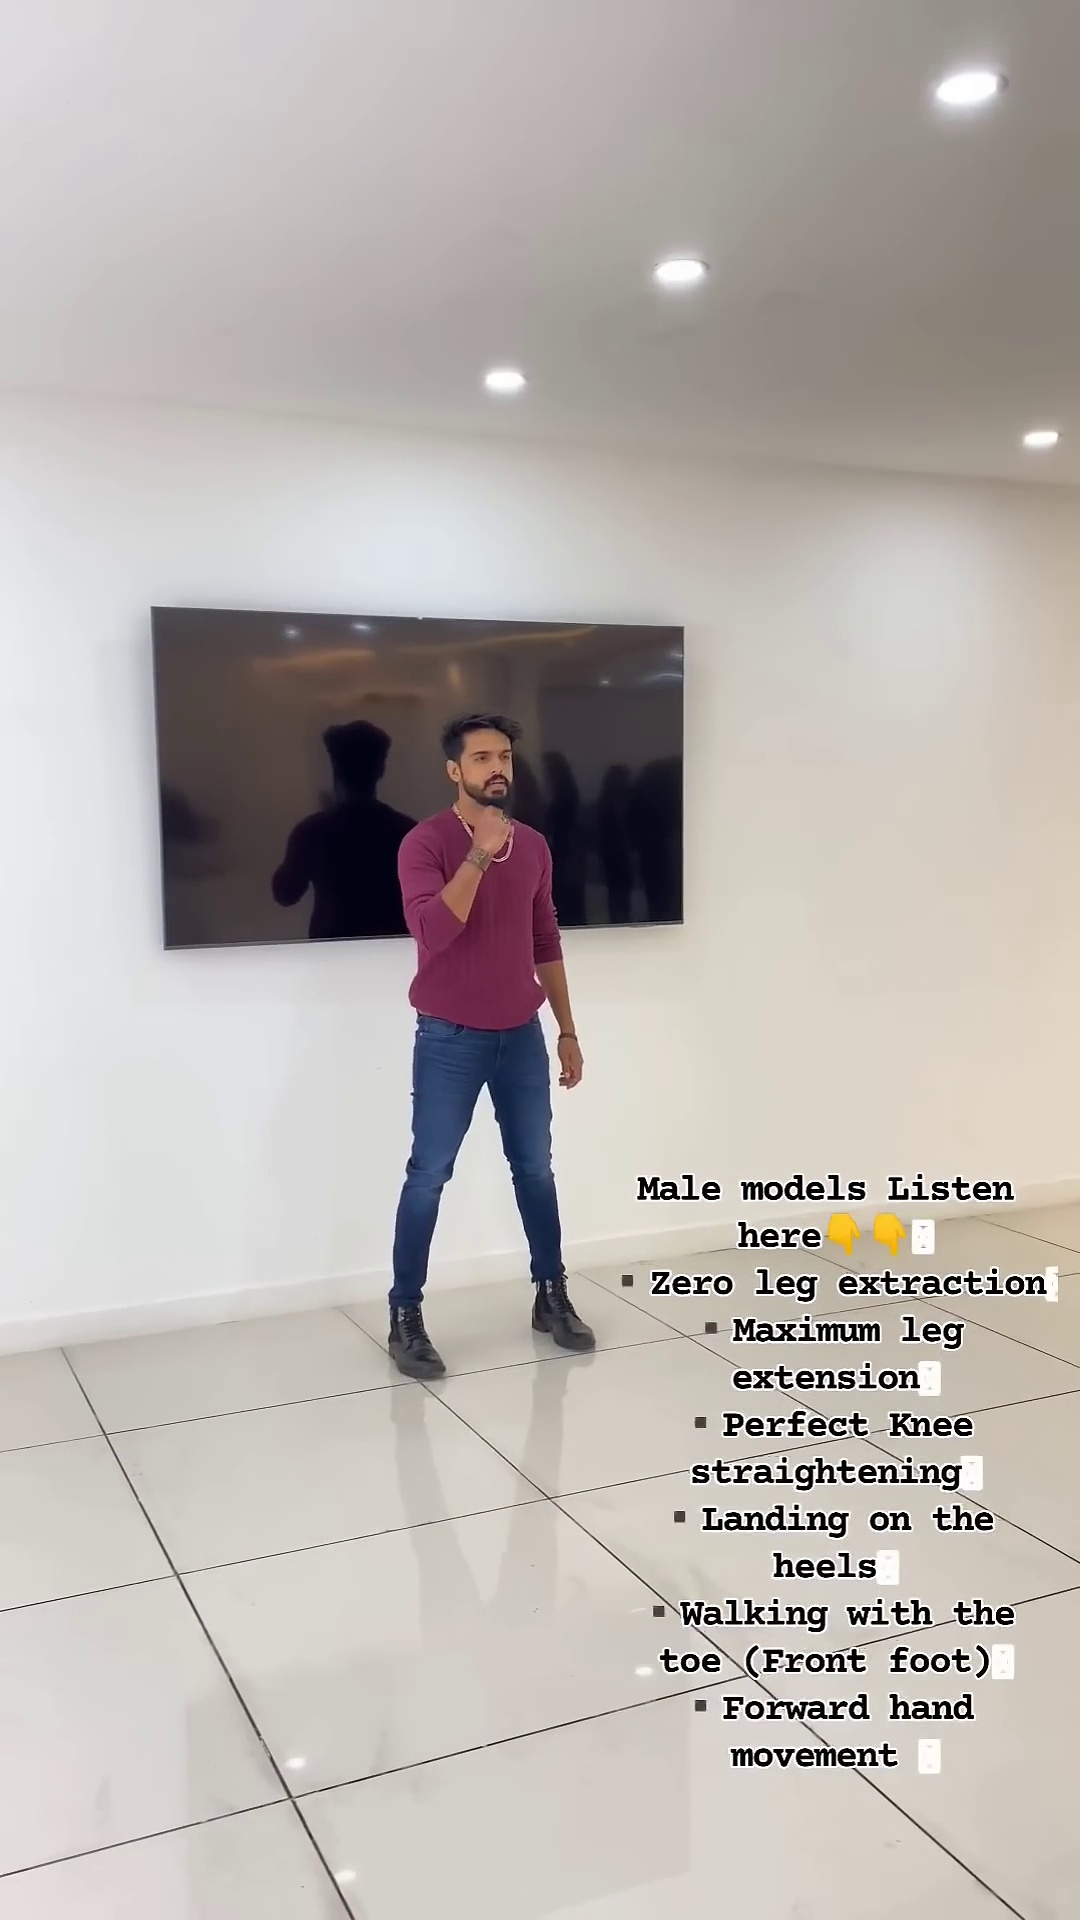 Male models Listen
here👇👇
▪Zero leg extraction
▪Maximum leg
extension
▪Perfect Knee
straightening
▪Landing on the
heels
▪Walking with the
toe (Front foot)
▪Forward hand
movement